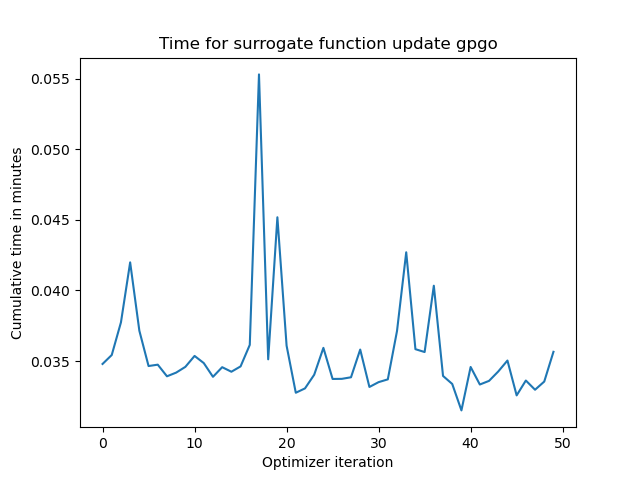 Time for surrogate function update gpgo
Cumulative time in minutes
0.055
0.050
0.045
0.040
0.035
0 10 20 30 40 50
Optimizer iteration